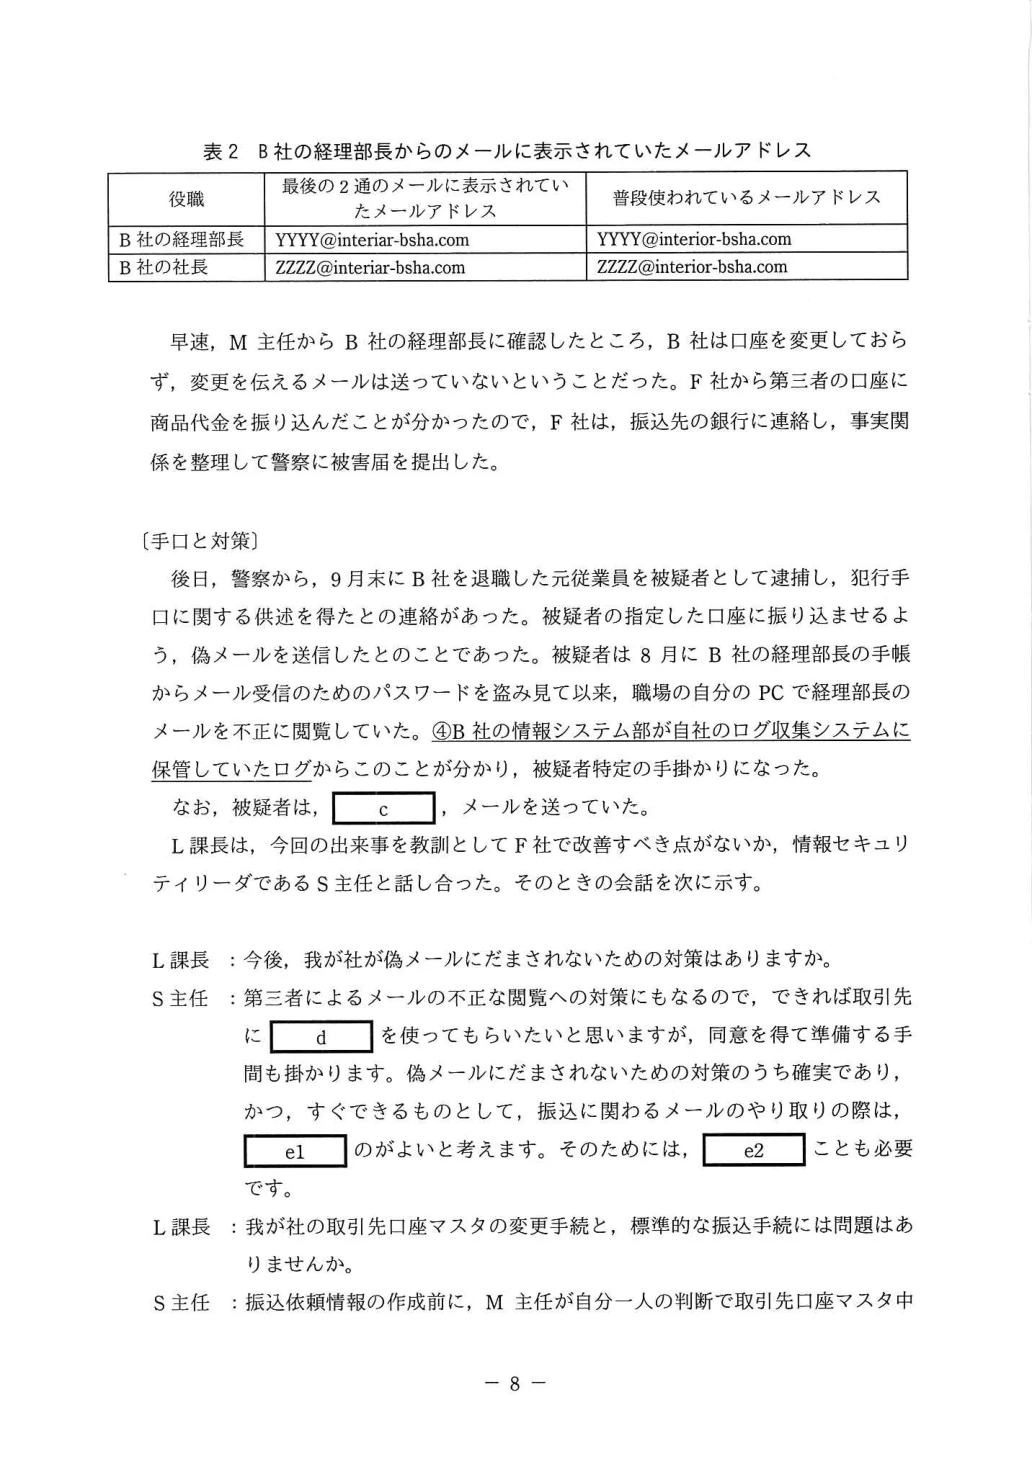 表2 B社の経理部長からのメールに表示されていたメールアドレス
役職
最後の2通のメールに表示されてい
たメールアドレス
普段使われているメールアドレス
B社の経理部長
YYYY@interiar-bsha.com
YYYY@interior-bsha.com
B社の社長
ZZZZ@interiar-bsha.com
ZZZZ@interior-bsha.com
早速，M 主任から B 社の経理部長に確認したところ，B 社は口座を変更しておら
ず，変更を伝えるメールは送っていないということだった。F 社から第三者の口座に
商品代金を振り込んだことが分かったので，F 社は，振込先の銀行に連絡し，事実関
係を整理して警察に被害届を提出した。
〔手口と対策〕
後日，警察から，9月末にB社を退職した元従業員を被疑者として逮捕し，犯行手
口に関する供述を得たとの連絡があった。被疑者の指定した口座に振り込ませるよ
う，偽メールを送信したとのことであった。被疑者は 8 月に B 社の経理部長の手帳
からメール受信のためのパスワードを盗み見て以来，職場の自分の PC で経理部長の
メールを不正に閲覧していた。④B 社の情報システム部が自社のログ収集システムに
保管していたログからこのことが分かり，被疑者特定の手掛かりになった。
なお，被疑者は， c ，メールを送っていた。
L 課長は，今回の出来事を教訓としてF社で改善すべき点がないか，情報セキュリ
ティリーダであるS主任と話し合った。そのときの会話を次に示す。
L 課長 ：今後，我が社が偽メールにだまされないための対策はありますか。
S 主任 ：第三者によるメールの不正な閲覧への対策にもなるので，できれば取引先
に d を使ってもらいたいと思いますが，同意を得て準備する手
間も掛かります。偽メールにだまされないための対策のうち確実であり，
かつ，すぐできるものとして，振込に関わるメールのやり取りの際は，
e1 のがよいと考えます。そのためには， e2 ことも必要
です。
L 課長 ：我が社の取引先口座マスタの変更手続と，標準的な振込手続には問題はあ
りませんか。
S 主任 ：振込依頼情報の作成前に，M 主任が自分一人の判断で取引先口座マスタ中
－ 8 －